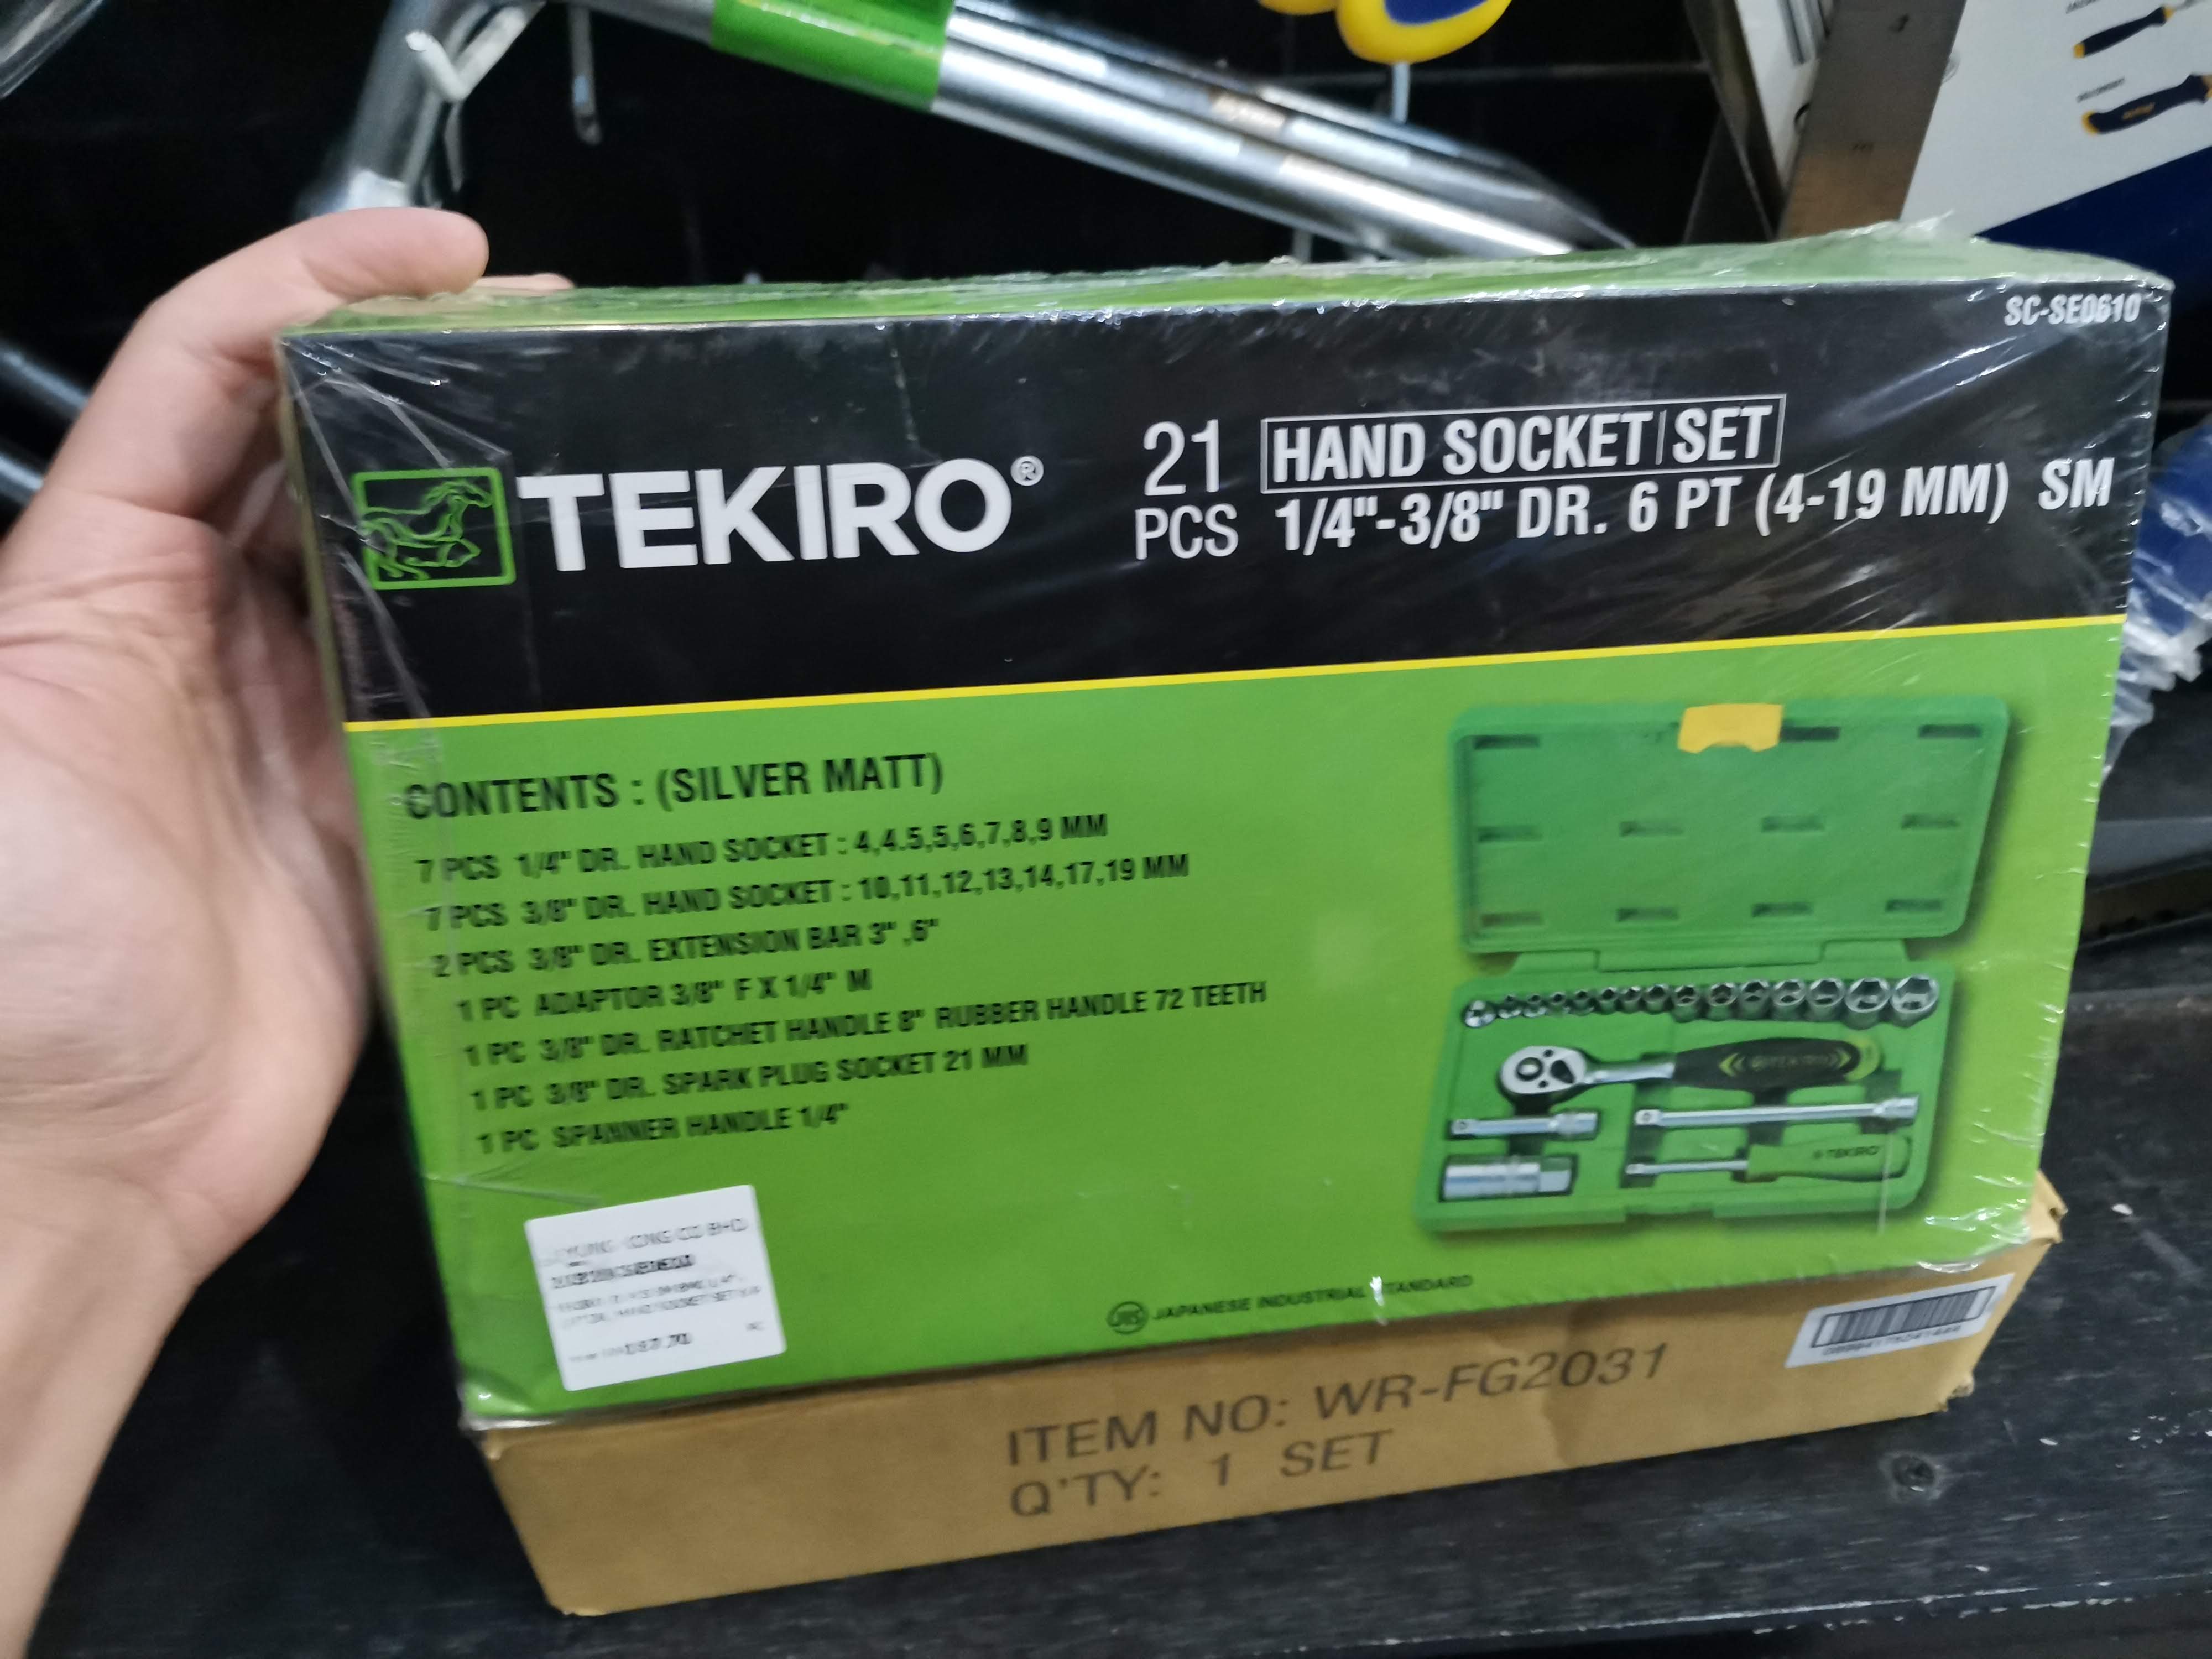 SC-SE0610
TEKIRO®
21 PCS
HAND SOCKET SET
1/4"-3/8" DR. 6 PT (4-19 MM) SM
CONTENTS : (SILVER MATT)
7 PCS 1/4" DR. HAND SOCKET : 4,4.5,5,6,7,8,9 MM
7 PCS 3/8" DR. HAND SOCKET : 10,11,12,13,14,17,19 MM
2 PCS 3/8" DR. EXTENSION BAR 3" ,6"
1 PC ADAPTOR 3/8" F X 1/4" M
1 PC 3/8" DR. RATCHET HANDLE 8" RUBBER HANDLE 72 TEETH
1 PC 3/8" DR. SPARK PLUG SOCKET 21 MM
1 PC SPANNER HANDLE 1/4"
TEKIRO
TEKIRO
JIS JAPANESE INDUSTRIAL STANDARD
ITEM NO: WR-FG2031
Q'TY: 1 SET